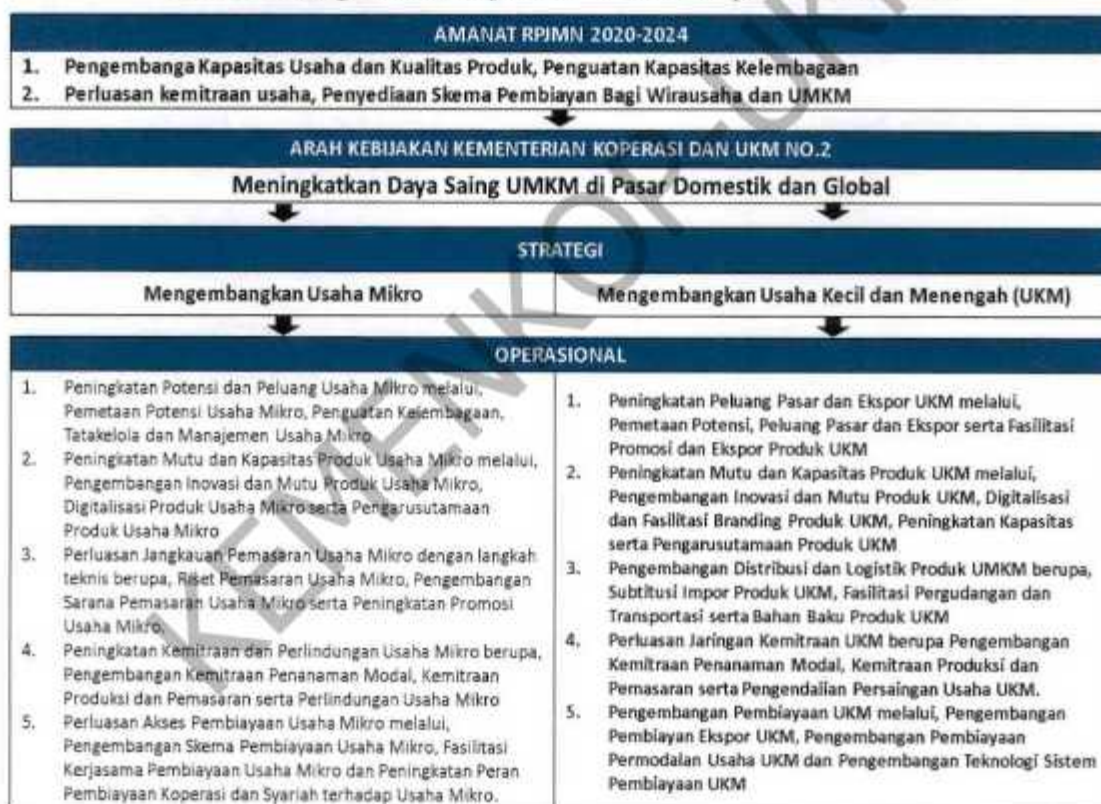 AMANAT RPJMN 2020-2024
1. Pengembanga Kapasitas Usaha dan Kualitas Produk, Penguatan Kapasitas Kelembagaan
2. Perluasan kemitraan usaha, Penyediaan Skema Pembiayan Bagi Wirausaha dan UMKM
ARAH KEBIJAKAN KEMENTERIAN KOPERASI DAN UKM NO.2
Meningkatkan Daya Saing UMKM di Pasar Domestik dan Global
STRATEGI
Mengembangkan Usaha Mikro
Mengembangkan Usaha Kecil dan Menengah (UKM)
OPERASIONAL
1. Peningkatan Potensi dan Peluang Usaha Mikro melalui,
Pemetaan Potensi Usaha Mikro, Penguatan Kelembagaan,
Tatakelola dan Manajemen Usaha Mikro
2. Peningkatan Mutu dan Kapasitas Produk Usaha Mikro melalui,
Pengembangan Inovasi dan Mutu Produk Usaha Mikro,
Digitalisasi Produk Usaha Mikro serta Pengarusutamaan
Produk Usaha Mikro
3. Perluasan Jangkauan Pemasaran Usaha Mikro dengan langkah
teknis berupa, Riset Pemasaran Usaha Mikro, Pengembangan
Sarana Pemasaran Usaha Mikro serta Peningkatan Promosi
Usaha Mikro.
4. Peningkatan Kemitraan dan Perlindungan Usaha Mikro berupa,
Pengembangan Kemitraan Penanaman Modal, Kemitraan
Produksi dan Pemasaran serta Perlindungan Usaha Mikro
5. Perluasan Akses Pembiayaan Usaha Mikro melalui,
Pengembangan Skema Pembiayaan Usaha Mikro, Fasilitasi
Kerjasama Pembiayaan Usaha Mikro dan Peningkatan Peran
Pembiayaan Koperasi dan Syariah terhadap Usaha Mikro.
1. Peningkatan Peluang Pasar dan Ekspor UKM melalui,
Pemetaan Potensi, Peluang Pasar dan Ekspor serta Fasilitasi
Promosi dan Ekspor Produk UKM
2. Peningkatan Mutu dan Kapasitas Produk UKM melalui,
Pengembangan Inovasi dan Mutu Produk UKM, Digitalisasi
dan Fasilitasi Branding Produk UKM, Peningkatan Kapasitas
serta Pengarusutamaan Produk UKM
3. Pengembangan Distribusi dan Logistik Produk UMKM berupa,
Subtitusi Impor Produk UKM, Fasilitasi Pergudangan dan
Transportasi serta Bahan Baku Produk UKM
4. Perluasan Jaringan Kemitraan UKM berupa Pengembangan
Kemitraan Penanaman Modal, Kemitraan Produksi dan
Pemasaran serta Pengendalian Persaingan Usaha UKM.
5. Pengembangan Pembiayaan UKM melalui, Pengembangan
Pembiayan Ekspor UKM, Pengembangan Pembiayaan
Permodalan Usaha UKM dan Pengembangan Teknologi Sistem
Pembiayaan UKM